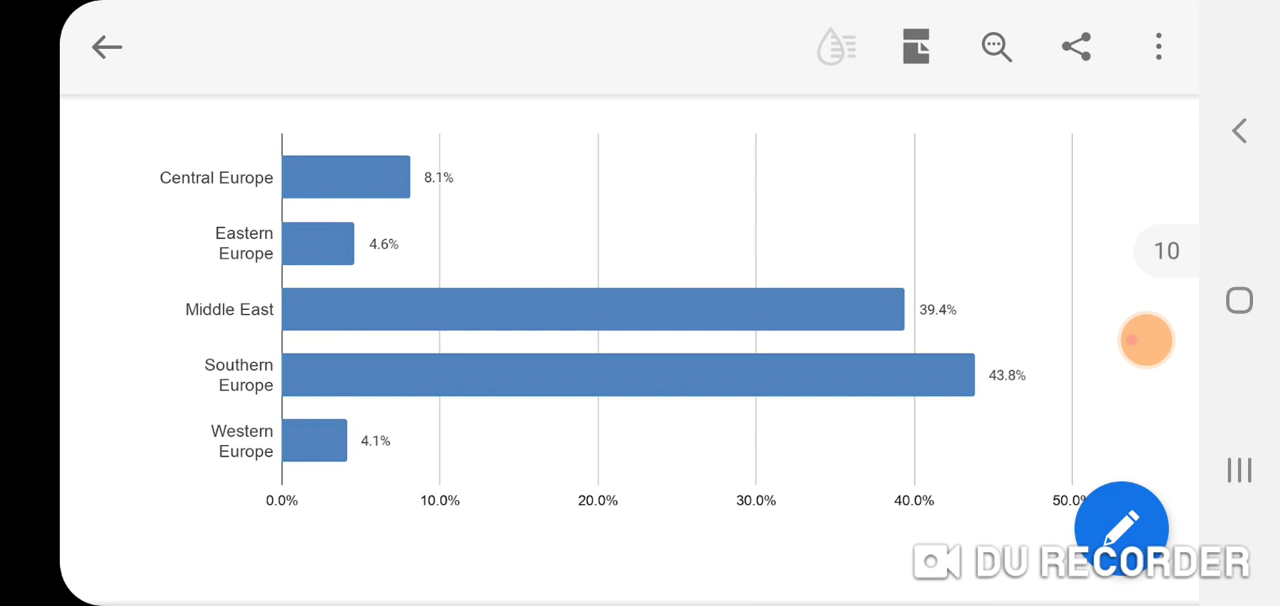 Central Europe
8.1%
Eastern
Europe
4.6%
Middle East
39.4%
Southern
Europe
43.8%
Western
Europe
4.1%
0.0%
10.0%
20.0%
30.0%
40.0%
50.0%
10
DU RECORDER